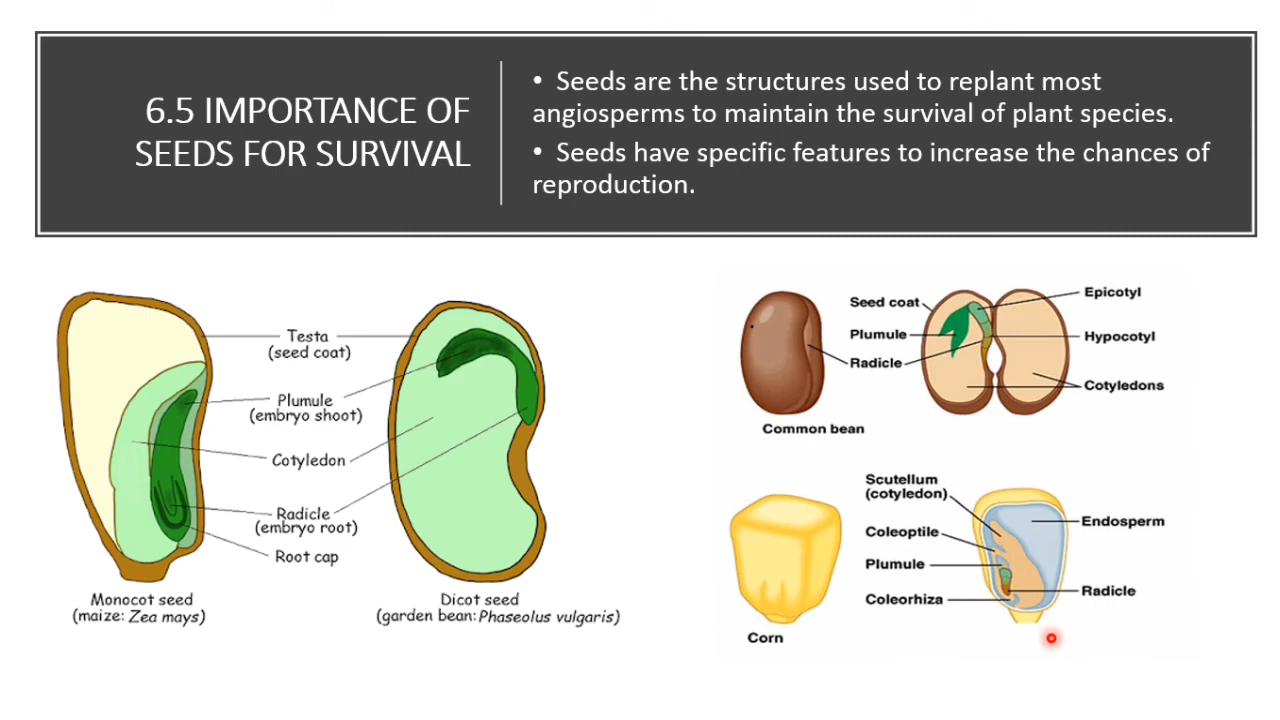 6.5 IMPORTANCE OF
SEEDS FOR SURVIVAL
• Seeds are the structures used to replant most
angiosperms to maintain the survival of plant species.
• Seeds have specific features to increase the chances of
reproduction.
Testa
(seed coat)
Plumule
(embryo shoot)
Cotyledon
Radicle
(embryo root)
Root cap
Monocot seed
(maize: Zea mays)
Dicot seed
(garden bean: Phaseolus vulgaris)
Seed coat
Plumule
Radicle
Epicotyl
Hypocotyl
Cotyledons
Common bean
Scutellum
(cotyledon)
Coleoptile
Plumule
Coleorhiza
Endosperm
Radicle
Corn